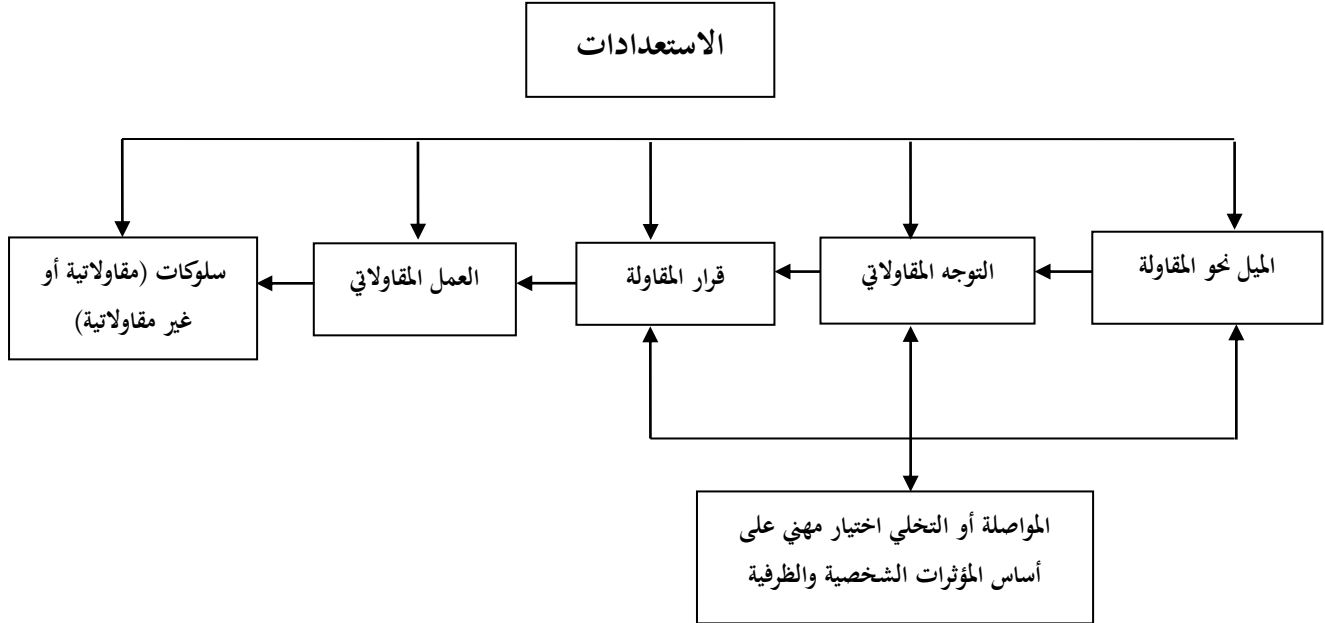 الاستعدادات
الميل نحو المقاولة
التوجه المقاولاتي
قرار المقاولة
العمل المقاولاتي
سلوكات (مقاولاتية أو
غير مقاولاتية)
المواصلة أو التخلي اختيار مهني على
أساس المؤثرات الشخصية والظرفية